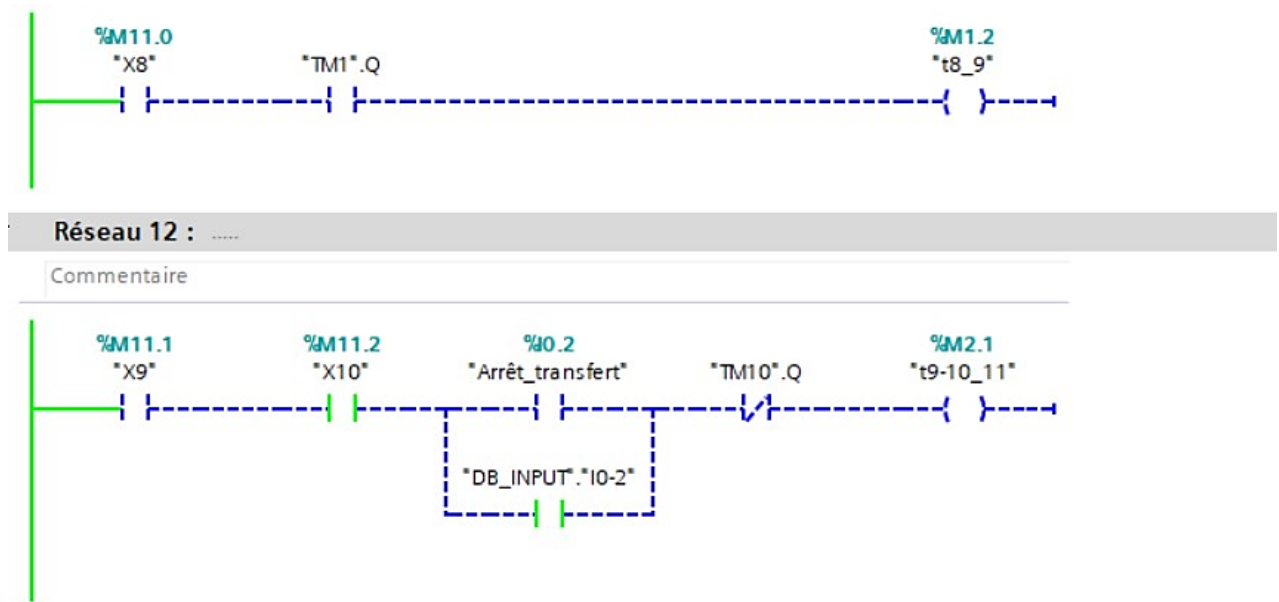 %M11.0 %M1.2
"X8" "TM1".Q "t8_9"
Réseau 12 : .....
Commentaire
%M11.1 %M11.2 %I0.2 %M2.1
"X9" "X10" "Arrêt_transfert" "TM10".Q "t9-10_11"
"DB_INPUT"."I0-2"